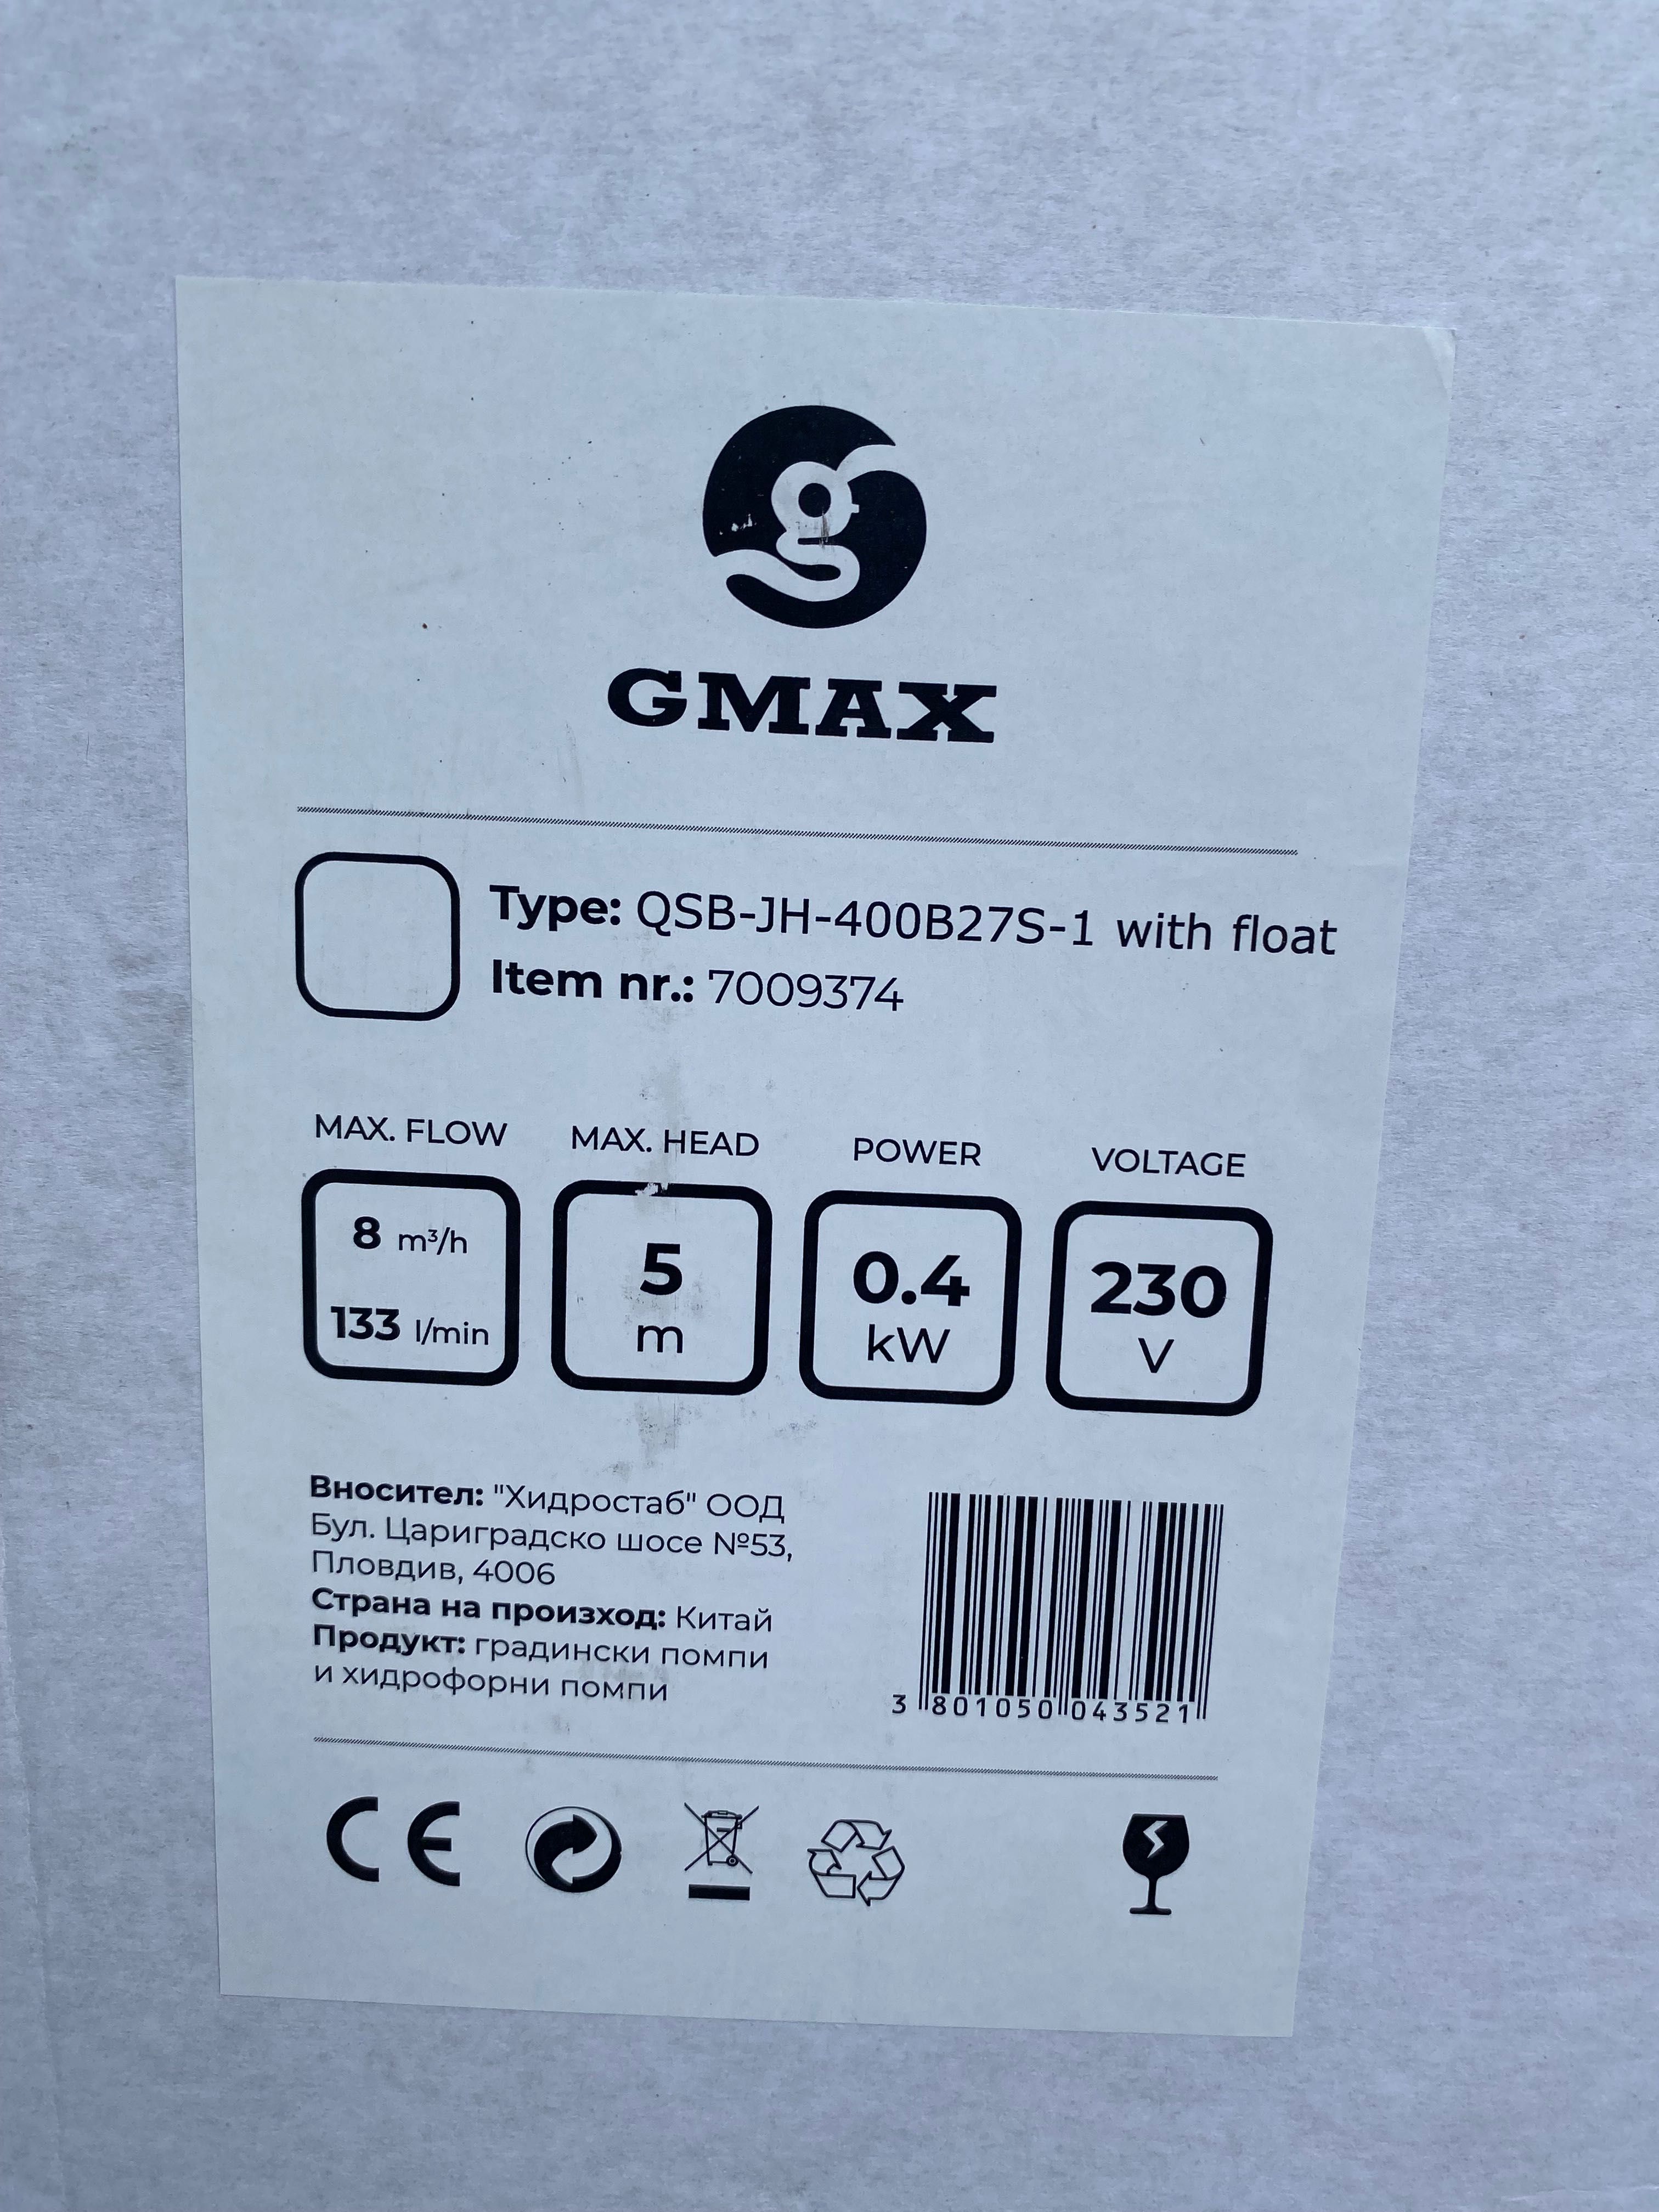 g
GMAX
Type: QSB-JH-400B27S-1 with float
Item nr.: 7009374
MAX. FLOW MAX. HEAD POWER VOLTAGE
8 m³/h
133 l/min
5
m
0.4
kW
230
V
Вносител: "Хидростаб" ООД
Бул. Цариградско шосе №53,
Пловдив, 4006
Страна на произход: Китай
Продукт: градински помпи
и хидрофорни помпи
3 801050 043521
CE